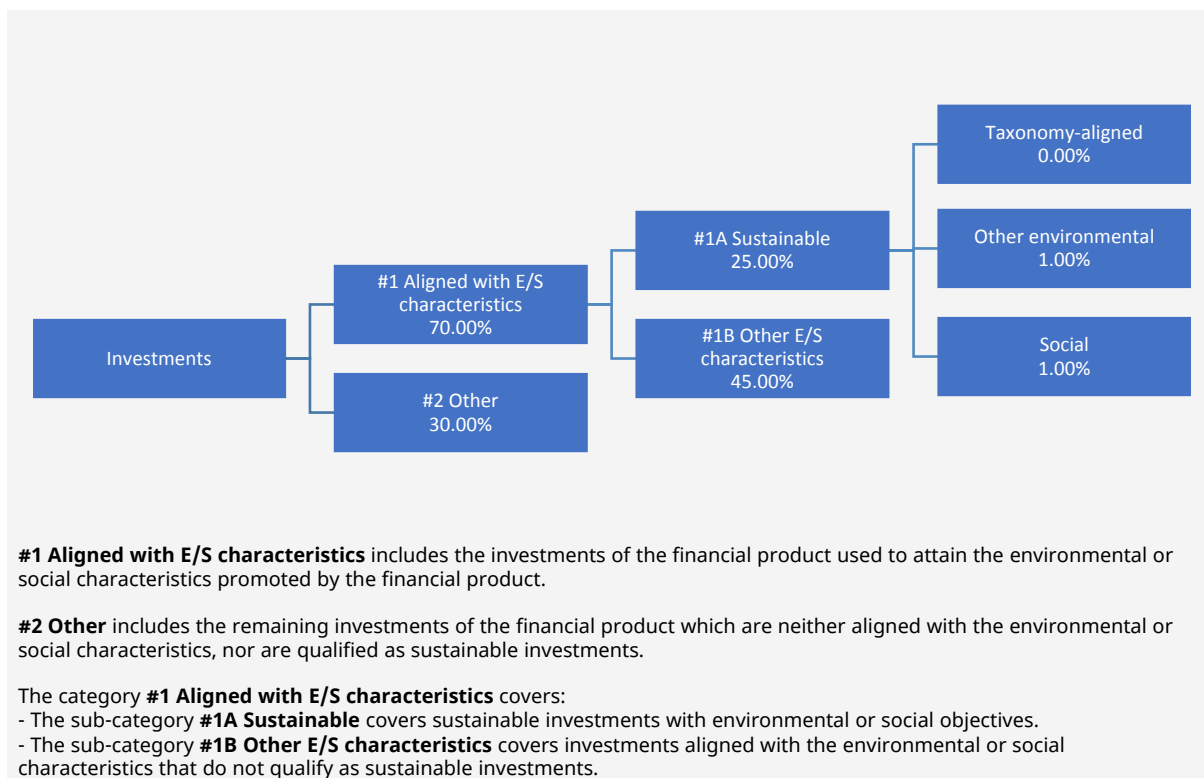 Investments
#1 Aligned with E/S
characteristics
70.00%
#2 Other
30.00%
#1A Sustainable
25.00%
#1B Other E/S
characteristics
45.00%
Taxonomy-aligned
0.00%
Other environmental
1.00%
Social
1.00%
#1 Aligned with E/S characteristics includes the investments of the financial product used to attain the environmental or
social characteristics promoted by the financial product.
#2 Other includes the remaining investments of the financial product which are neither aligned with the environmental or
social characteristics, nor are qualified as sustainable investments.
The category #1 Aligned with E/S characteristics covers:
- The sub-category #1A Sustainable covers sustainable investments with environmental or social objectives.
- The sub-category #1B Other E/S characteristics covers investments aligned with the environmental or social
characteristics that do not qualify as sustainable investments.